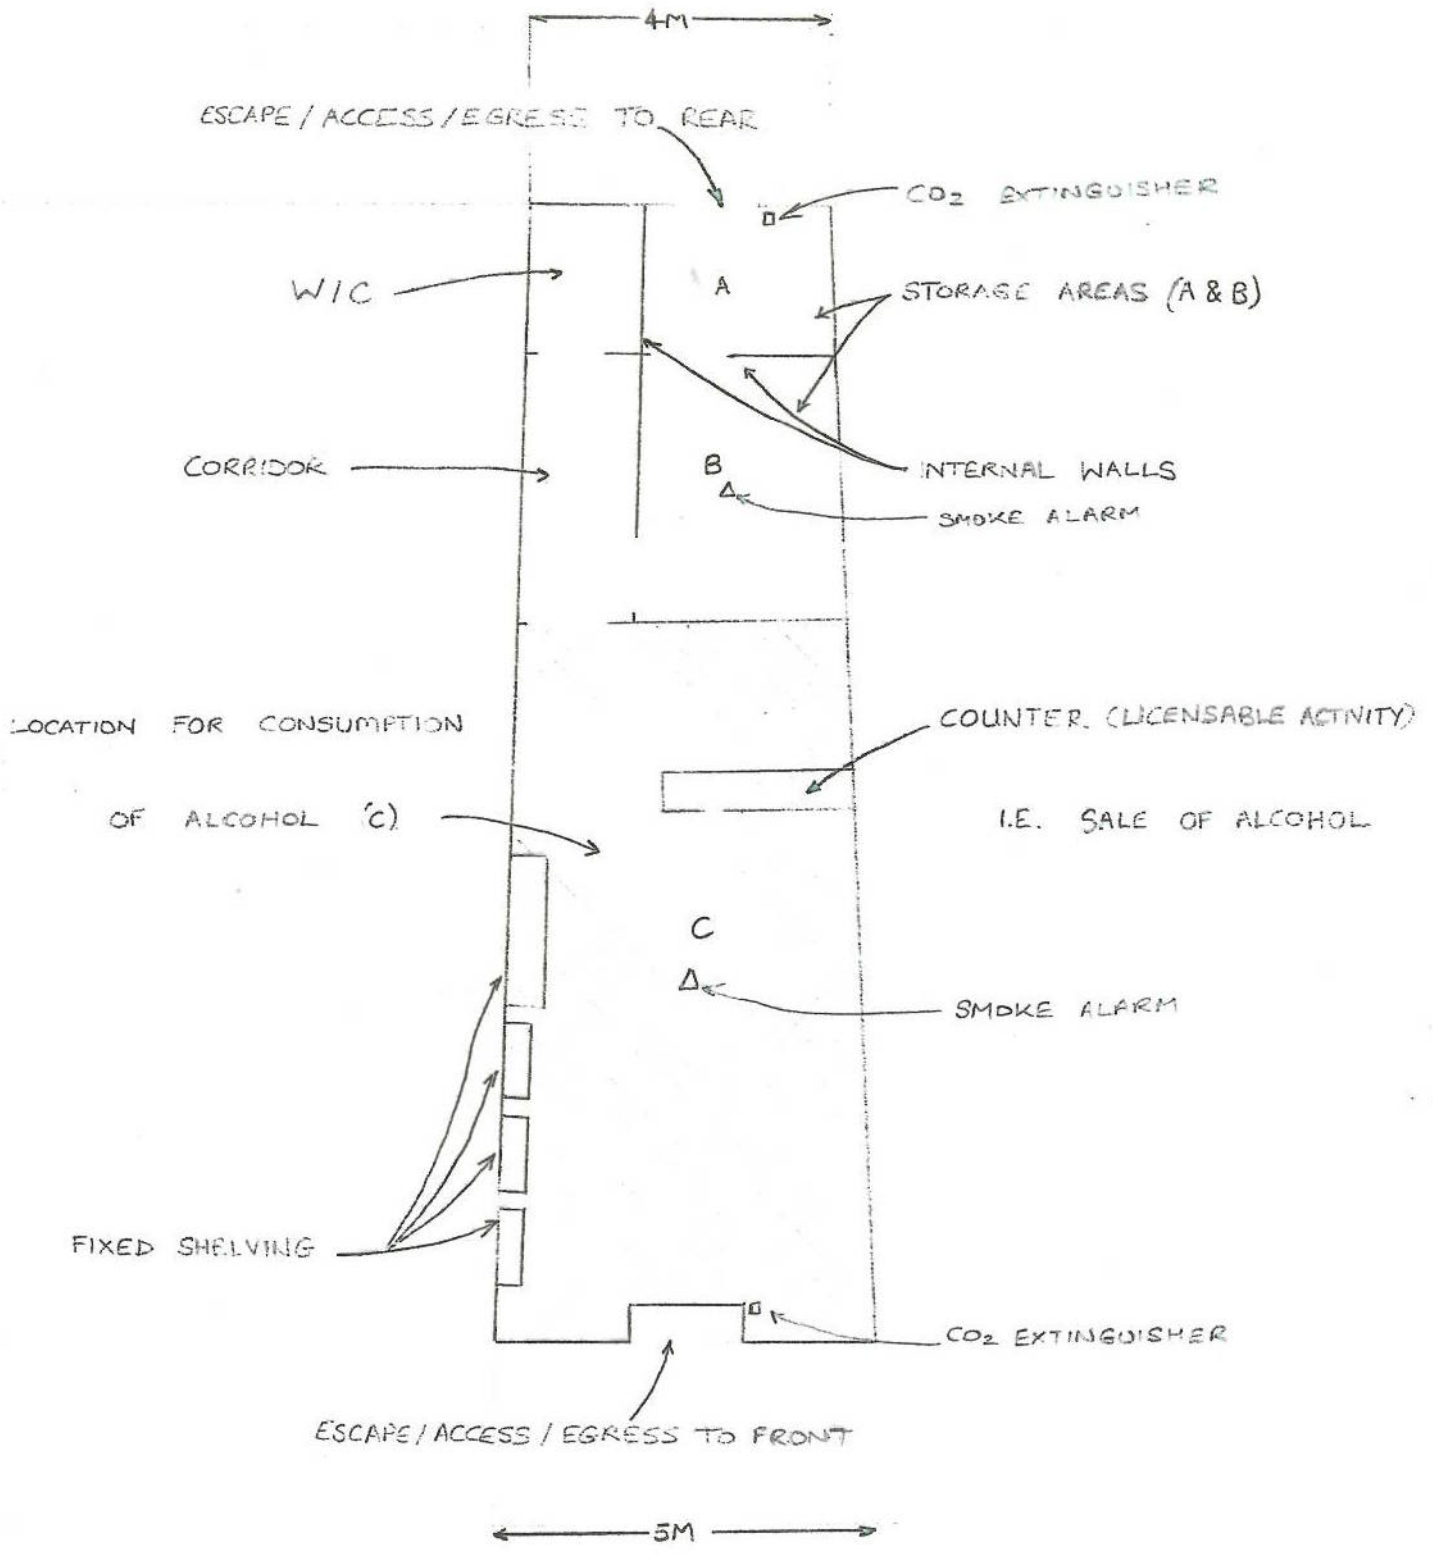 4M
ESCAPE / ACCESS / EGRESS TO REAR
CO2 EXTINGUISHER
W/C
A
STORAGE AREAS (A & B)
CORRIDOR
B
INTERNAL WALLS
SMOKE ALARM
LOCATION FOR CONSUMPTION
OF ALCOHOL (C)
COUNTER (LICENSABLE ACTIVITY)
I.E. SALE OF ALCOHOL
C
SMOKE ALARM
FIXED SHELVING
CO2 EXTINGUISHER
ESCAPE/ACCESS/EGRESS TO FRONT
5M